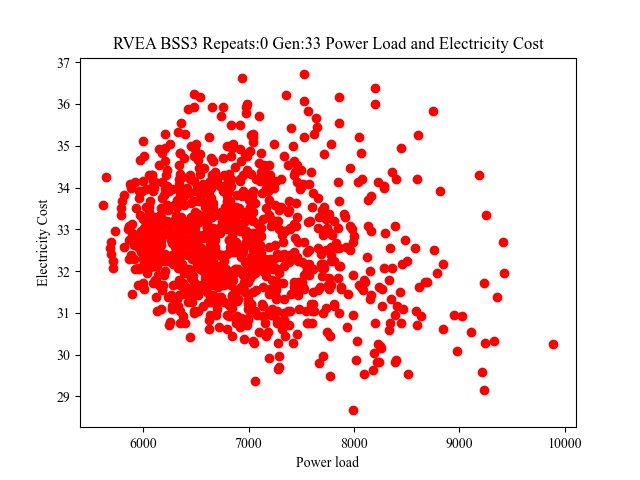 RVEA BSS3 Repeats:0 Gen:33 Power Load and Electricity Cost
37
36
35
34
33
32
31
30
29
Electricity Cost
6000 7000 8000 9000 10000
Power load